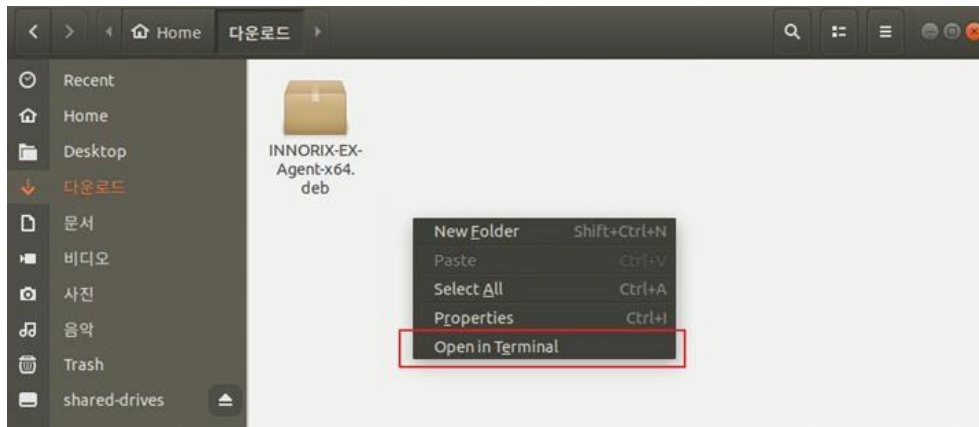 Home 다운로드
Recent
Home
Desktop
다운로드
문서
비디오
사진
음악
Trash
shared-drives
INNORIX-EX-
Agent-x64.
deb
New Folder Shift+Ctrl+N
Paste Ctrl+V
Select All Ctrl+A
Properties Ctrl+I
Open in Terminal